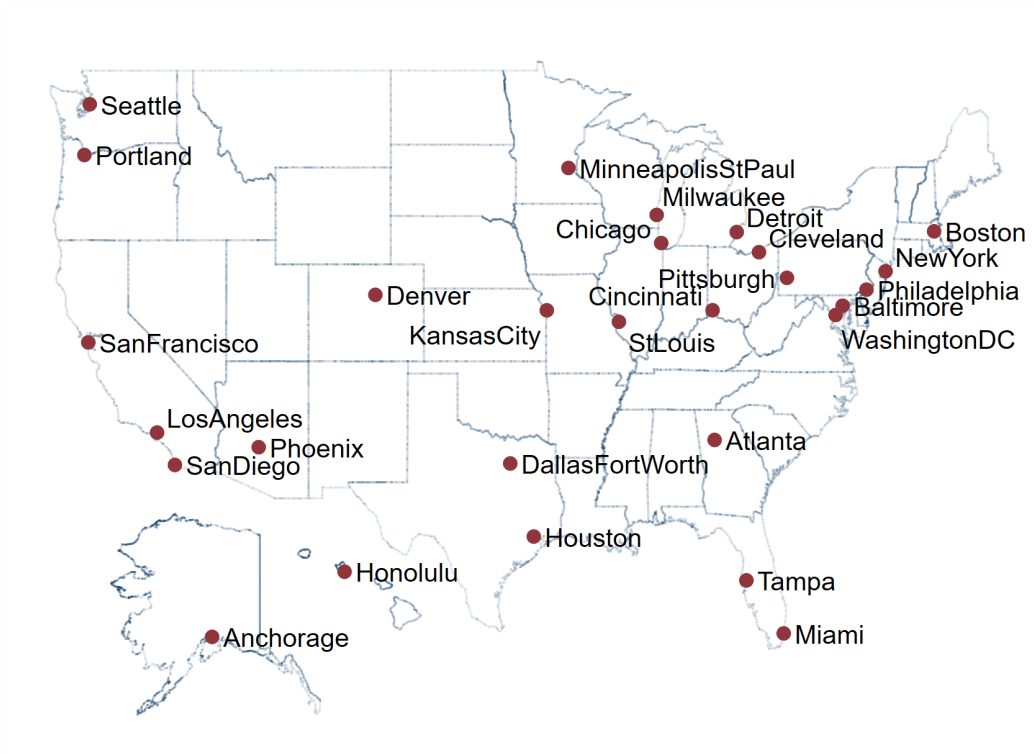 Seattle
Portland
MinneapolisStPaul
Milwaukee
Detroit
Chicago
Cleveland
Boston
NewYork
Pittsburgh
Philadelphia
Denver
Cincinnati
Baltimore
KansasCity
StLouis
WashingtonDC
SanFrancisco
LosAngeles
Phoenix
Atlanta
SanDiego
DallasFortWorth
Houston
Honolulu
Tampa
Anchorage
Miami